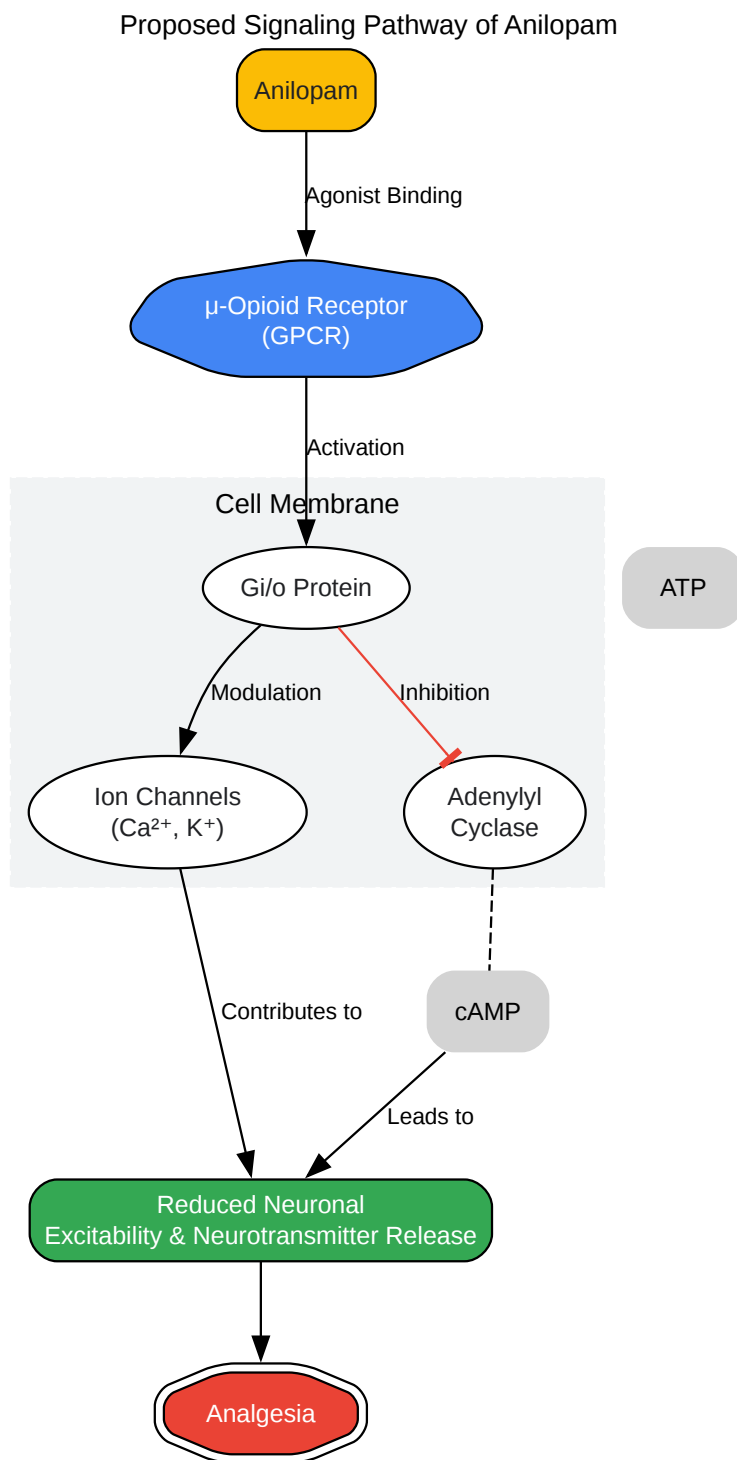 Proposed Signaling Pathway of Anilopam
Anilopam
Agonist Binding
μ-Opioid Receptor
(GPCR)
Activation
Cell Membrane
Gi/o Protein
ATP
Modulation
Inhibition
Ion Channels
(Ca²⁺, K⁺)
Adenylyl
Cyclase
Contributes to
cAMP
Leads to
Reduced Neuronal
Excitability & Neurotransmitter Release
Analgesia